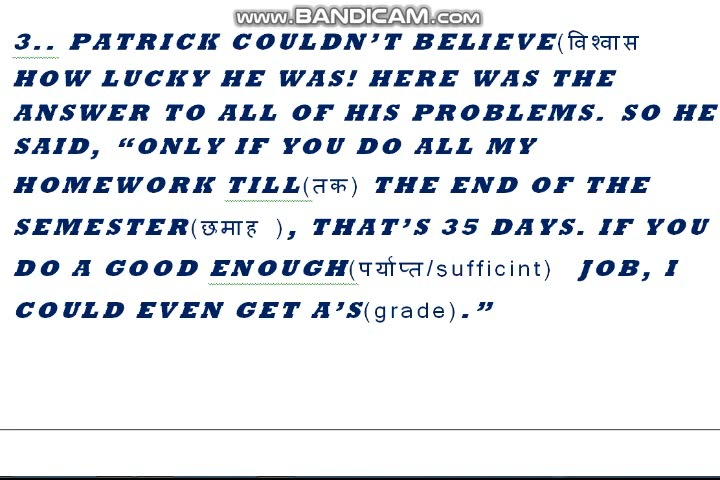 www.BANDICAM.com
3.. PATRICK COULDN'T BELIEVE(विश्वास
HOW LUCKY HE WAS! HERE WAS THE
ANSWER TO ALL OF HIS PROBLEMS. SO HE
SAID, “ONLY IF YOU DO ALL MY
HOMEWORK TILL(तक) THE END OF THE
SEMESTER(छमाह ), THAT'S 35 DAYS. IF YOU
DO A GOOD ENOUGH(पर्याप्त/sufficint) JOB, I
COULD EVEN GET A'S(grade).”